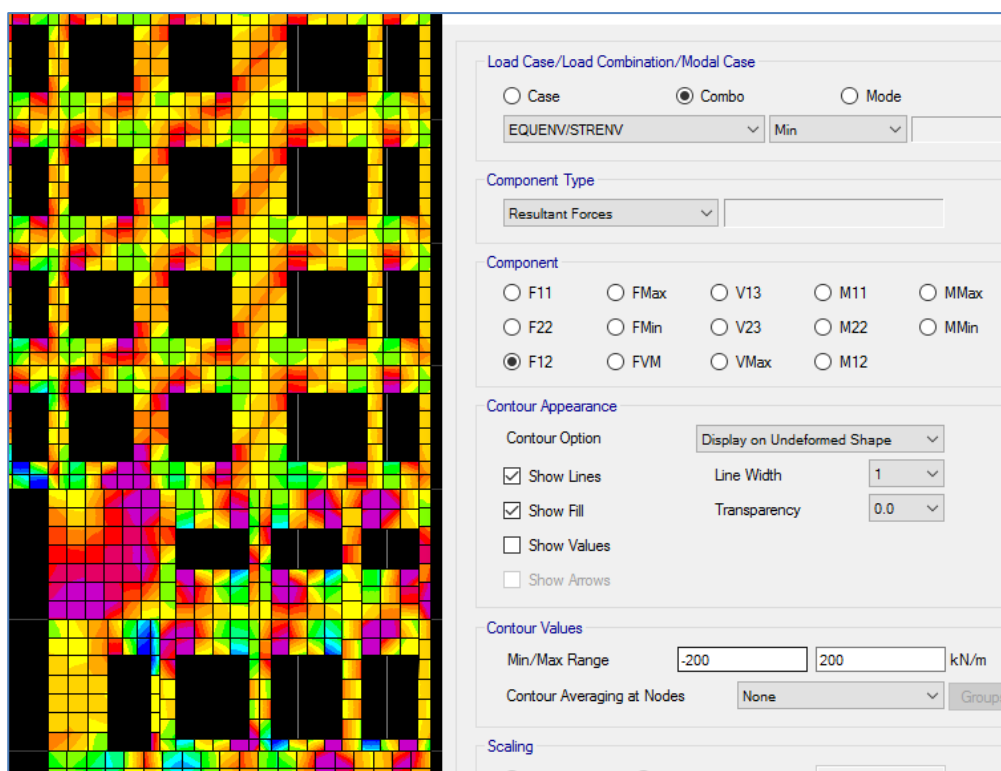 Load Case/Load Combination/Modal Case
Case Combo Mode
EQUENV/STRENV Min
Component Type
Resultant Forces
Component
F11 FMax V13 M11 MMax
F22 FMin V23 M22 MMin
F12 FVM VMax M12
Contour Appearance
Contour Option Display on Undeformed Shape
Show Lines Line Width 1
Show Fill Transparency 0.0
Show Values
Show Arrows
Contour Values
Min/Max Range -200 200 kN/m
Contour Averaging at Nodes None Group
Scaling